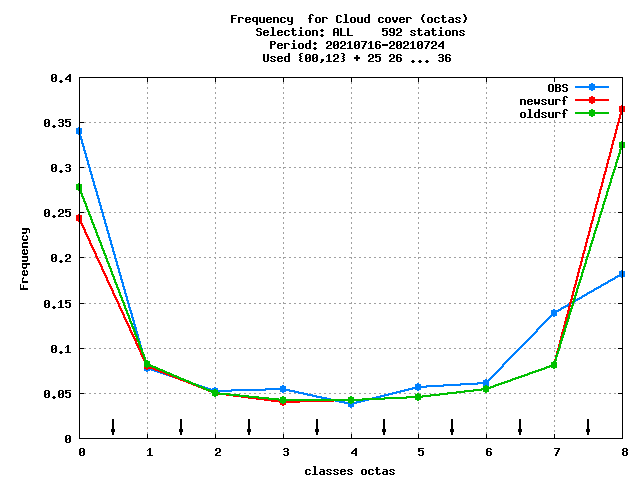 Frequency  for Cloud cover (octas)
Selection: ALL    592 stations
Period: 20210716-20210724
Used {00,12} + 25 26 ... 36
OBS
newsurf
oldsurf
0.4
0.35
0.3
0.25
0.2
0.15
0.1
0.05
0
Frequency
0 1 2 3 4 5 6 7 8
classes octas